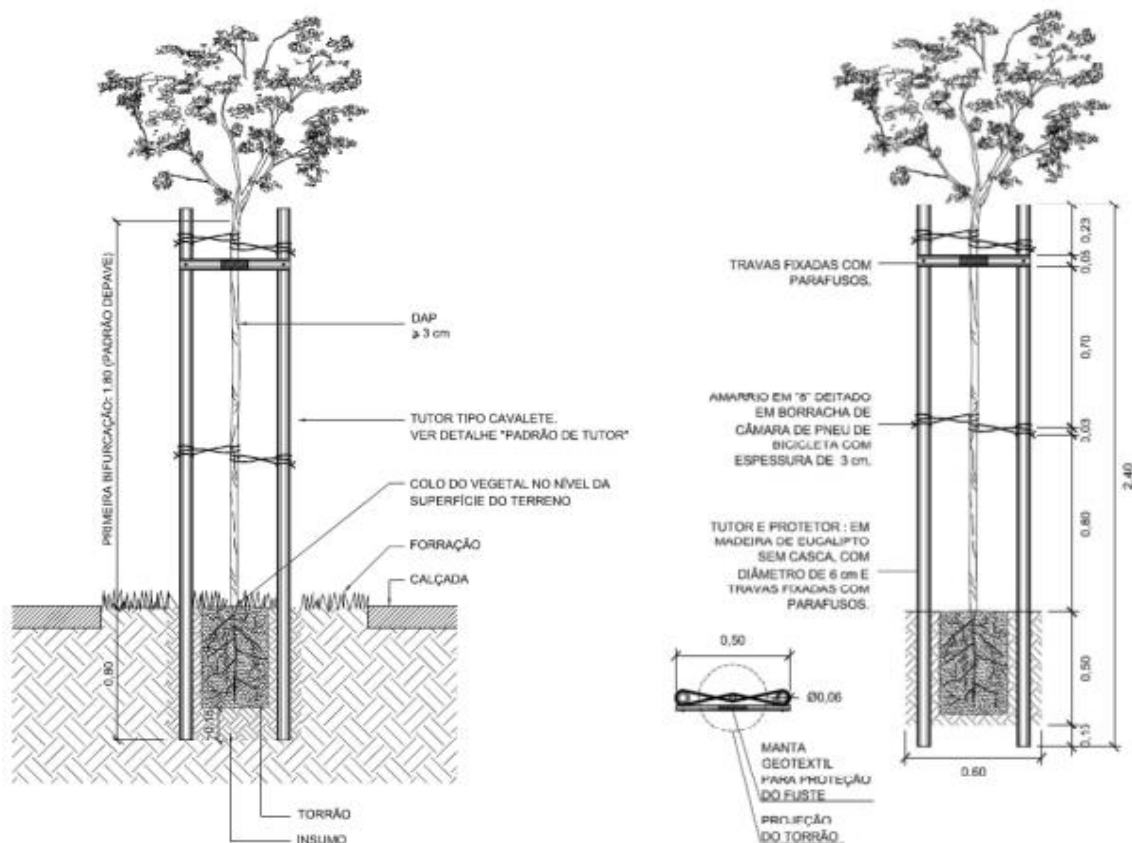 PRIMEIRA BIFURCAÇÃO: 1.80 (PADRÃO DEPAVE)
0,80
DAP
≥ 3 cm
TUTOR TIPO CAVALETE.
VER DETALHE "PADRÃO DE TUTOR"
COLO DO VEGETAL NO NÍVEL DA
SUPERFÍCIE DO TERRENO
FORRAÇÃO
CALÇADA
TORRÃO
INSUMO
TRAVAS FIXADAS COM
PARAFUSOS.
AMARRIO EM "8" DEITADO
EM BORRACHA DE
CÂMARA DE PNEU DE
BICICLETA COM
ESPESSURA DE 3 cm.
TUTOR E PROTETOR : EM
MADEIRA DE EUCALIPTO
SEM CASCA, COM
DIÂMETRO DE 6 cm E
TRAVAS FIXADAS COM
PARAFUSOS.
0,50
Ø0,06
MANTA
GEOTEXTIL
PARA PROTEÇÃO
DO FUSTE
PROJEÇÃO
DO TORRÃO
0,23
0,05
0,70
0,03
0,80
0,50
2,40
0.60